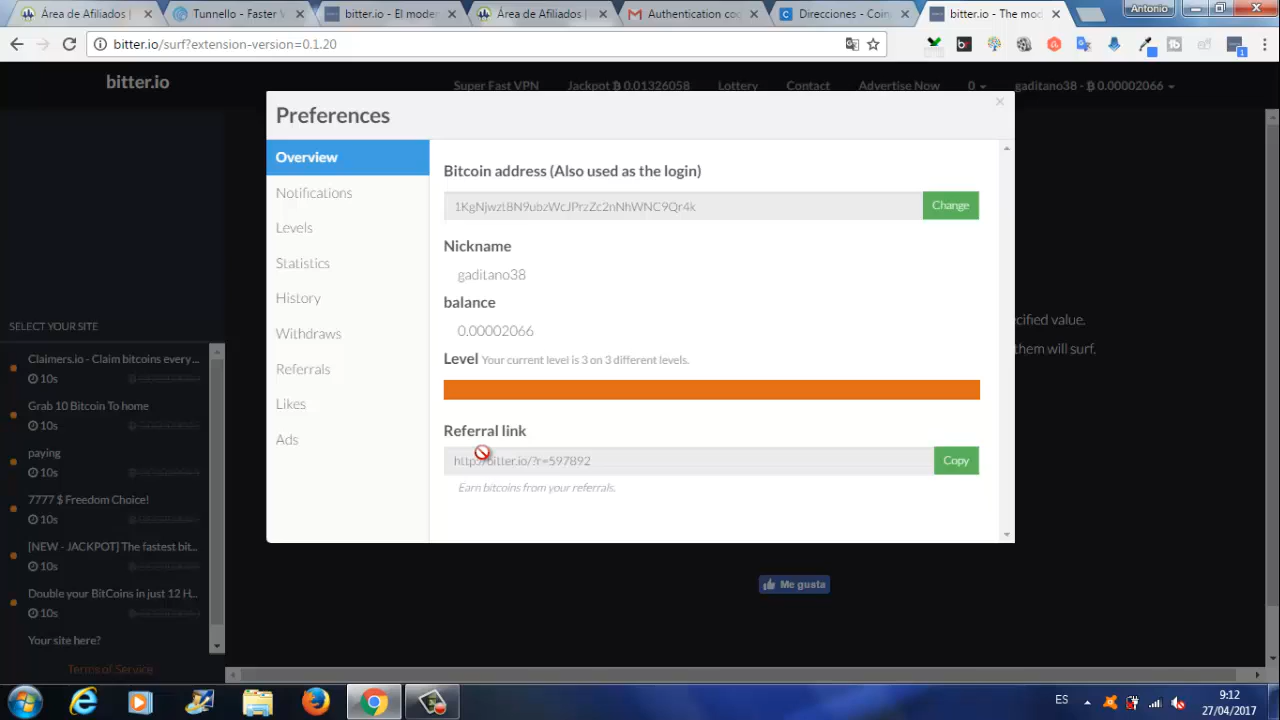 Área de Afiliados |
Tunnello - Faster V
bitter.io - El moder
Área de Afiliados |
Authentication cod
Direcciones - Coin
bitter.io - The mod
Antonio
bitter.io/surf?extension-version=0.1.20
bitter.io
Super Fast VPN
Jackpot ₿ 0.01326058
Lottery
Contact
Advertise Now
0
gaditano38 - ₿ 0.00002066
Preferences
Overview
Notifications
Levels
Statistics
History
Withdraws
Referrals
Likes
Ads
Bitcoin address (Also used as the login)
Change
Nickname
gaditano38
balance
0.00002066
Level Your current level is 3 on 3 different levels.
Referral link
http://bitter.io/?r=597892
Copy
Earn bitcoins from your referrals.
cified value.
them will surf.
SELECT YOUR SITE
Claimers.io - Claim bitcoins every ...
10s
Grab 10 Bitcoin To home
10s
paying
10s
7777 $ Freedom Choice!
10s
[NEW - JACKPOT] The fastest bit...
10s
Double your BitCoins in just 12 H...
10s
Your site here?
Terms of Service
Me gusta
ES
9:12
27/04/2017